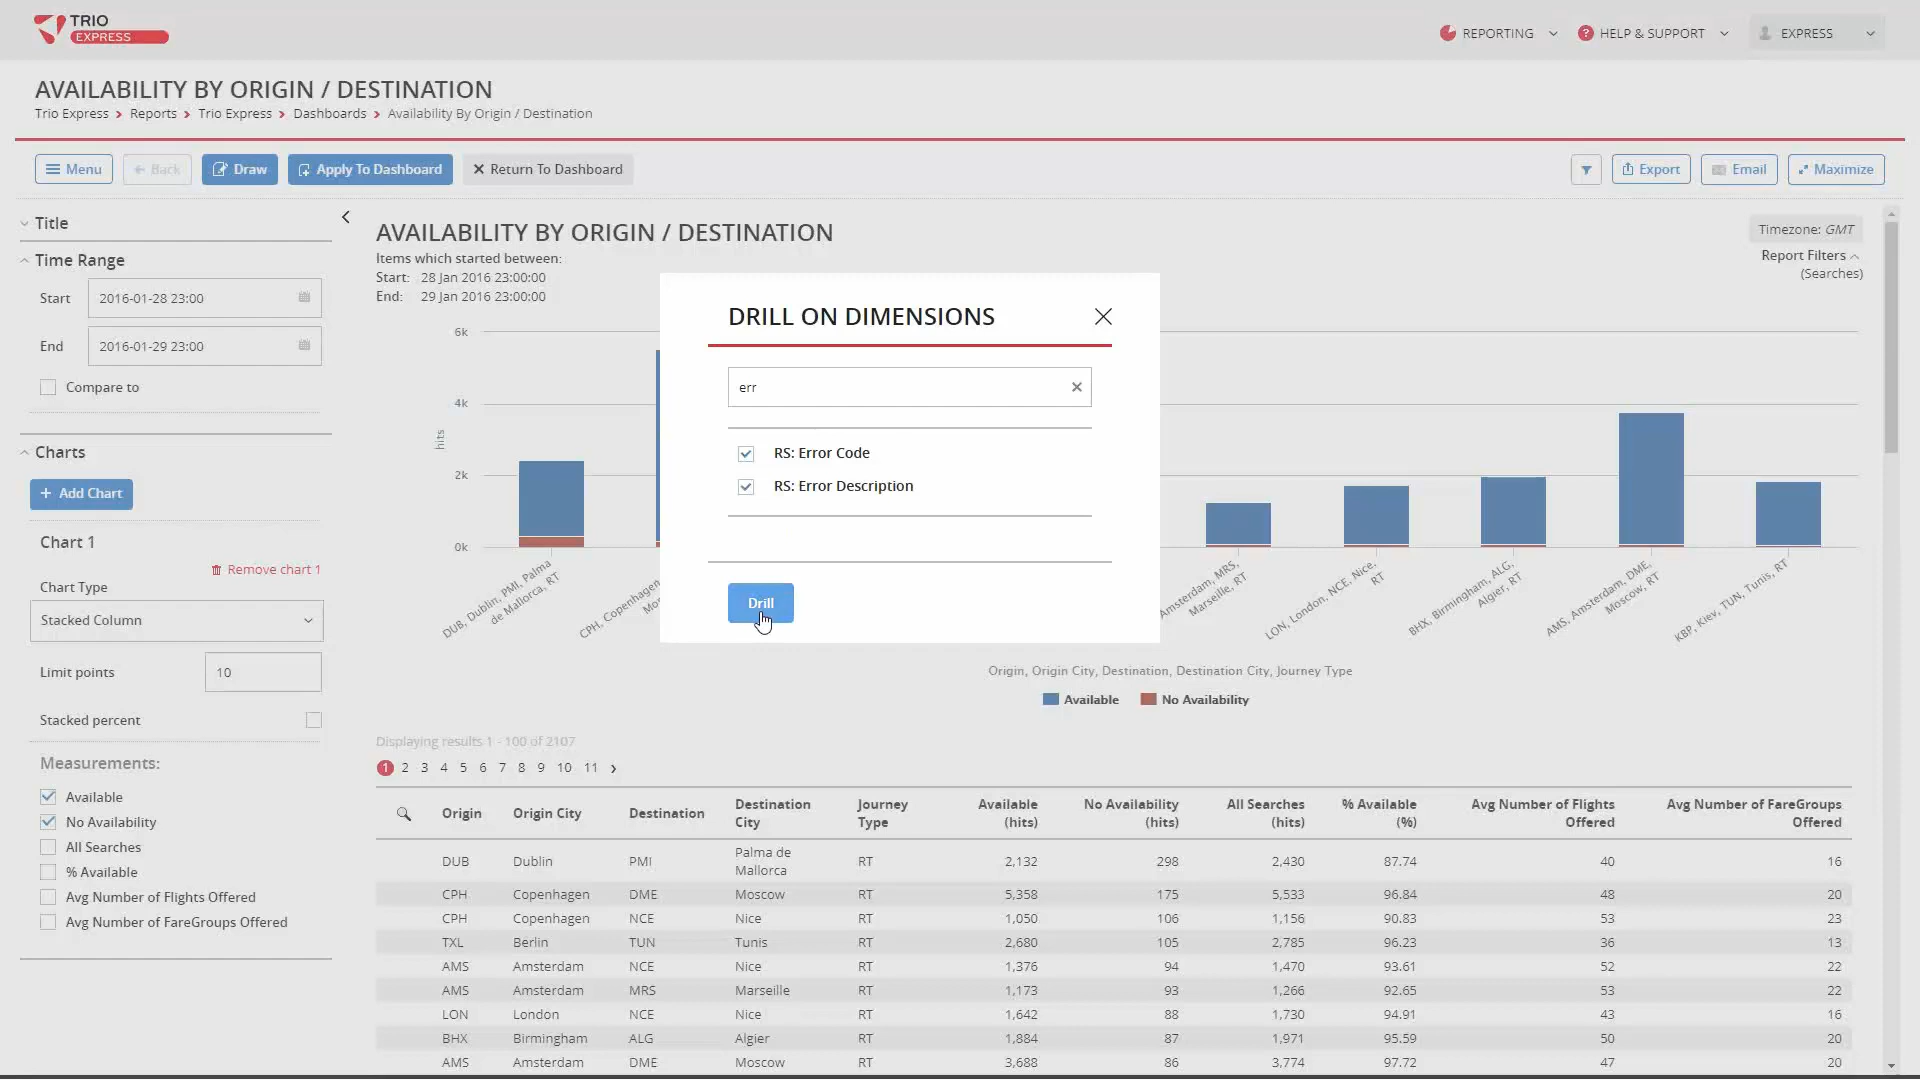 TRIO
EXPRESS
REPORTING
HELP & SUPPORT
EXPRESS
AVAILABILITY BY ORIGIN / DESTINATION
Trio Express > Reports > Trio Express > Dashboards > Availability By Origin / Destination
Menu
Back
Draw
Apply To Dashboard
Return To Dashboard
Export
Email
Maximize
Title
Time Range
Start 2016-01-28 23:00
End 2016-01-29 23:00
Compare to
Charts
+ Add Chart
Chart 1
Remove chart 1
Chart Type
Stacked Column
Limit points 10
Stacked percent
Measurements:
Available
No Availability
All Searches
% Available
Avg Number of Flights Offered
Avg Number of FareGroups Offered
AVAILABILITY BY ORIGIN / DESTINATION
Items which started between:
Start: 28 Jan 2016 23:00:00
End: 29 Jan 2016 23:00:00
Timezone: GMT
Report Filters
(Searches)
6k
4k
2k
0k
hits
DRILL ON DIMENSIONS
err
RS: Error Code
RS: Error Description
Drill
DUB, Dublin, PMI, Palma
de Mallorca, RT
CPH, Copenhagen
Amsterdam, MRS,
Marseille, RT
LON, London, NCE, Nice,
RT
BHX, Birmingham, ALG,
Algier, RT
AMS, Amsterdam, DME,
Moscow, RT
KBP, Kiev, TUN, Tunis, RT
Origin, Origin City, Destination, Destination City, Journey Type
Available No Availability
Displaying results 1 - 100 of 2107
1 2 3 4 5 6 7 8 9 10 11 ›
Origin Origin City Destination Destination City Journey Type Available (hits) No Availability (hits) All Searches (hits) % Available (%) Avg Number of Flights Offered Avg Number of FareGroups Offered
DUB Dublin PMI Palma de Mallorca RT 2,132 298 2,430 87.74 40 16
CPH Copenhagen DME Moscow RT 5,358 175 5,533 96.84 48 20
CPH Copenhagen NCE Nice RT 1,050 106 1,156 90.83 53 23
TXL Berlin TUN Tunis RT 2,680 105 2,785 96.23 36 13
AMS Amsterdam NCE Nice RT 1,376 94 1,470 93.61 52 22
AMS Amsterdam MRS Marseille RT 1,173 93 1,266 92.65 53 22
LON London NCE Nice RT 1,642 88 1,730 94.91 43 16
BHX Birmingham ALG Algier RT 1,884 87 1,971 95.59 50 20
AMS Amsterdam DME Moscow RT 3,688 86 3,774 97.72 47 20